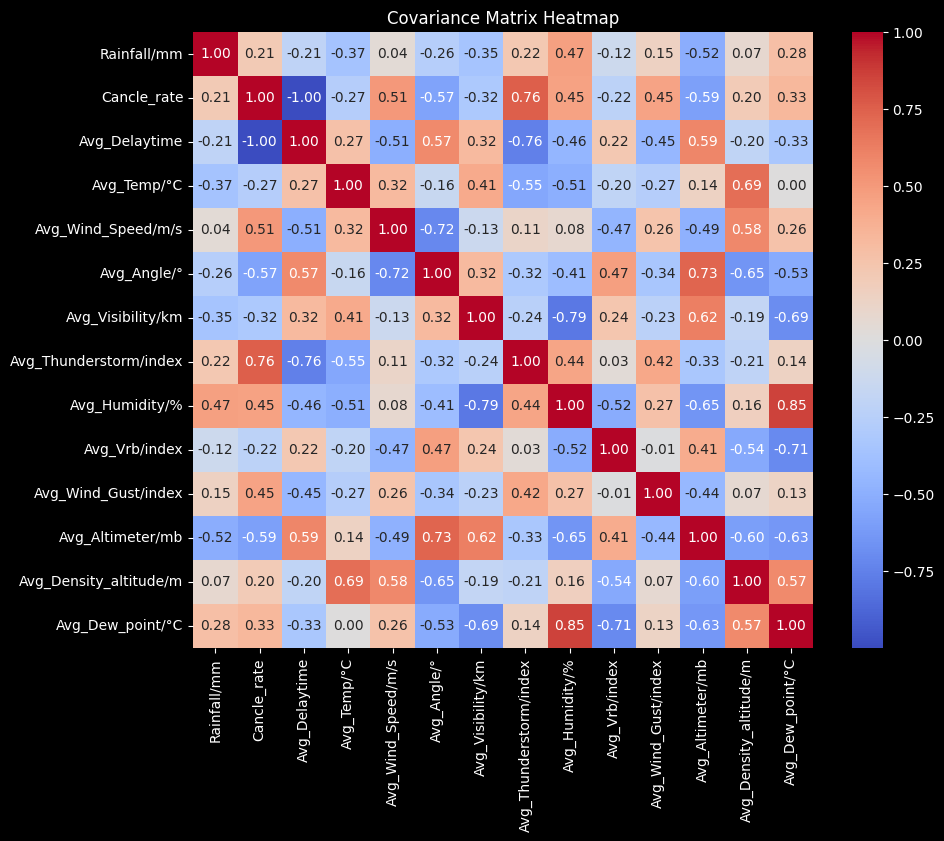 Covariance Matrix Heatmap
Rainfall/mm 1.00 0.21 -0.21 -0.37 0.04 -0.26 -0.35 0.22 0.47 -0.12 0.15 -0.52 0.07 0.28
Cancle_rate 0.21 1.00 -1.00 -0.27 0.51 -0.57 -0.32 0.76 0.45 -0.22 0.45 -0.59 0.20 0.33
Avg_Delaytime -0.21 -1.00 1.00 0.27 -0.51 0.57 0.32 -0.76 -0.46 0.22 -0.45 0.59 -0.20 -0.33
Avg_Temp/°C -0.37 -0.27 0.27 1.00 0.32 -0.16 0.41 -0.55 -0.51 -0.20 -0.27 0.14 0.69 0.00
Avg_Wind_Speed/m/s 0.04 0.51 -0.51 0.32 1.00 -0.72 -0.13 0.11 0.08 -0.47 0.26 -0.49 0.58 0.26
Avg_Angle/° -0.26 -0.57 0.57 -0.16 -0.72 1.00 0.32 -0.32 -0.41 0.47 -0.34 0.73 -0.65 -0.53
Avg_Visibility/km -0.35 -0.32 0.32 0.41 -0.13 0.32 1.00 -0.24 -0.79 0.24 -0.23 0.62 -0.19 -0.69
Avg_Thunderstorm/index 0.22 0.76 -0.76 -0.55 0.11 -0.32 -0.24 1.00 0.44 0.03 0.42 -0.33 -0.21 0.14
Avg_Humidity/% 0.47 0.45 -0.46 -0.51 0.08 -0.41 -0.79 0.44 1.00 -0.52 0.27 -0.65 0.16 0.85
Avg_Vrb/index -0.12 -0.22 0.22 -0.20 -0.47 0.47 0.24 0.03 -0.52 1.00 -0.01 0.41 -0.54 -0.71
Avg_Wind_Gust/index 0.15 0.45 -0.45 -0.27 0.26 -0.34 -0.23 0.42 0.27 -0.01 1.00 -0.44 0.07 0.13
Avg_Altimeter/mb -0.52 -0.59 0.59 0.14 -0.49 0.73 0.62 -0.33 -0.65 0.41 -0.44 1.00 -0.60 -0.63
Avg_Density_altitude/m 0.07 0.20 -0.20 0.69 0.58 -0.65 -0.19 -0.21 0.16 -0.54 0.07 -0.60 1.00 0.57
Avg_Dew_point/°C 0.28 0.33 -0.33 0.00 0.26 -0.53 -0.69 0.14 0.85 -0.71 0.13 -0.63 0.57 1.00
Rainfall/mm
Cancle_rate
Avg_Delaytime
Avg_Temp/°C
Avg_Wind_Speed/m/s
Avg_Angle/°
Avg_Visibility/km
Avg_Thunderstorm/index
Avg_Humidity/%
Avg_Vrb/index
Avg_Wind_Gust/index
Avg_Altimeter/mb
Avg_Density_altitude/m
Avg_Dew_point/°C
1.00
0.75
0.50
0.25
0.00
−0.25
−0.50
−0.75